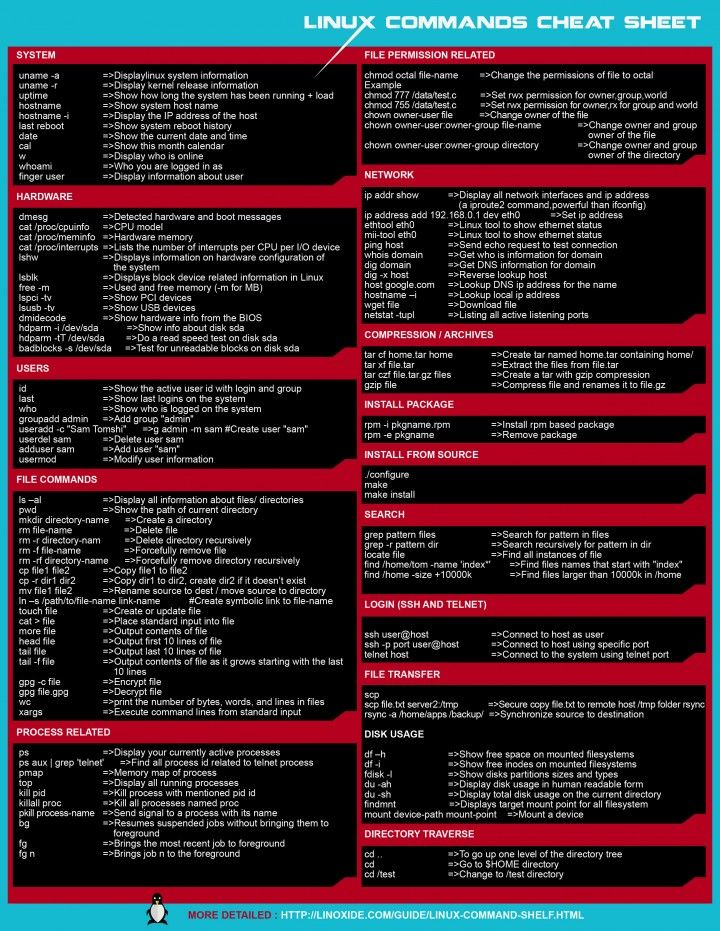 LINUX COMMANDS CHEAT SHEET
SYSTEM
uname -a =>Displaylinux system information
uname -r =>Display kernel release information
uptime =>Show how long the system has been running + load
hostname =>Show system host name
hostname -i =>Display the IP address of the host
last reboot =>Show system reboot history
date =>Show the current date and time
cal =>Show this month calendar
w =>Display who is online
whoami =>Who you are logged in as
finger user =>Display information about user
HARDWARE
dmesg =>Detected hardware and boot messages
cat /proc/cpuinfo =>CPU model
cat /proc/meminfo =>Hardware memory
cat /proc/interrupts =>Lists the number of interrupts per CPU per I/O device
lshw =>Displays information on hardware configuration of
the system
lsblk =>Displays block device related information in Linux
free -m =>Used and free memory (-m for MB)
lspci -tv =>Show PCI devices
lsusb -tv =>Show USB devices
dmidecode =>Show hardware info from the BIOS
hdparm -i /dev/sda =>Show info about disk sda
hdparm -tT /dev/sda =>Do a read speed test on disk sda
badblocks -s /dev/sda =>Test for unreadable blocks on disk sda
USERS
id =>Show the active user id with login and group
last =>Show last logins on the system
who =>Show who is logged on the system
groupadd admin =>Add group "admin"
useradd -c "Sam Tomshi" =>g admin -m sam #Create user "sam"
userdel sam =>Delete user sam
adduser sam =>Add user "sam"
usermod =>Modify user information
FILE COMMANDS
ls –al =>Display all information about files/ directories
pwd =>Show the path of current directory
mkdir directory-name =>Create a directory
rm file-name =>Delete file
rm -r directory-nam =>Delete directory recursively
rm -f file-name =>Forcefully remove file
rm -rf directory-name =>Forcefully remove directory recursively
cp file1 file2 =>Copy file1 to file2
cp -r dir1 dir2 =>Copy dir1 to dir2, create dir2 if it doesn't exist
mv file1 file2 =>Rename source to dest / move source to directory
ln –s /path/to/file-name link-name #Create symbolic link to file-name
touch file =>Create or update file
cat > file =>Place standard input into file
more file =>Output contents of file
head file =>Output first 10 lines of file
tail file =>Output last 10 lines of file
tail -f file =>Output contents of file as it grows starting with the last
10 lines
gpg -c file =>Encrypt file
gpg file.gpg =>Decrypt file
wc =>print the number of bytes, words, and lines in files
xargs =>Execute command lines from standard input
PROCESS RELATED
ps =>Display your currently active processes
ps aux | grep 'telnet' =>Find all process id related to telnet process
pmap =>Memory map of process
top =>Display all running processes
kill pid =>Kill process with mentioned pid id
killall proc =>Kill all processes named proc
pkill process-name =>Send signal to a process with its name
bg =>Resumes suspended jobs without bringing them to
foreground
fg =>Brings the most recent job to foreground
fg n =>Brings job n to the foreground
FILE PERMISSION RELATED
chmod octal file-name =>Change the permissions of file to octal
Example
chmod 777 /data/test.c =>Set rwx permission for owner,group,world
chmod 755 /data/test.c =>Set rwx permission for owner,rx for group and world
chown owner-user file =>Change owner of the file
chown owner-user:owner-group file-name =>Change owner and group
owner of the file
chown owner-user:owner-group directory =>Change owner and group
owner of the directory
NETWORK
ip addr show =>Display all network interfaces and ip address
(a iproute2 command,powerful than ifconfig)
ip address add 192.168.0.1 dev eth0 =>Set ip address
ethtool eth0 =>Linux tool to show ethernet status
mii-tool eth0 =>Linux tool to show ethernet status
ping host =>Send echo request to test connection
whois domain =>Get who is information for domain
dig domain =>Get DNS information for domain
dig -x host =>Reverse lookup host
host google.com =>Lookup DNS ip address for the name
hostname –i =>Lookup local ip address
wget file =>Download file
netstat -tupl =>Listing all active listening ports
COMPRESSION / ARCHIVES
tar cf home.tar home =>Create tar named home.tar containing home/
tar xf file.tar =>Extract the files from file.tar
tar czf file.tar.gz files =>Create a tar with gzip compression
gzip file =>Compress file and renames it to file.gz
INSTALL PACKAGE
rpm -i pkgname.rpm =>Install rpm based package
rpm -e pkgname =>Remove package
INSTALL FROM SOURCE
./configure
make
make install
SEARCH
grep pattern files =>Search for pattern in files
grep -r pattern dir =>Search recursively for pattern in dir
locate file =>Find all instances of file
find /home/tom -name 'index*' =>Find files names that start with "index"
find /home -size +10000k =>Find files larger than 10000k in /home
LOGIN (SSH AND TELNET)
ssh user@host =>Connect to host as user
ssh -p port user@host =>Connect to host using specific port
telnet host =>Connect to the system using telnet port
FILE TRANSFER
scp
scp file.txt server2:/tmp =>Secure copy file.txt to remote host /tmp folder rsync
rsync -a /home/apps /backup/ =>Synchronize source to destination
DISK USAGE
df –h =>Show free space on mounted filesystems
df -i =>Show free inodes on mounted filesystems
fdisk -l =>Show disks partitions sizes and types
du -ah =>Display disk usage in human readable form
du -sh =>Display total disk usage on the current directory
findmnt =>Displays target mount point for all filesystem
mount device-path mount-point =>Mount a device
DIRECTORY TRAVERSE
cd .. =>To go up one level of the directory tree
cd =>Go to $HOME directory
cd /test =>Change to /test directory
MORE DETAILED : HTTP://LINOXIDE.COM/GUIDE/LINUX-COMMAND-SHELF.HTML